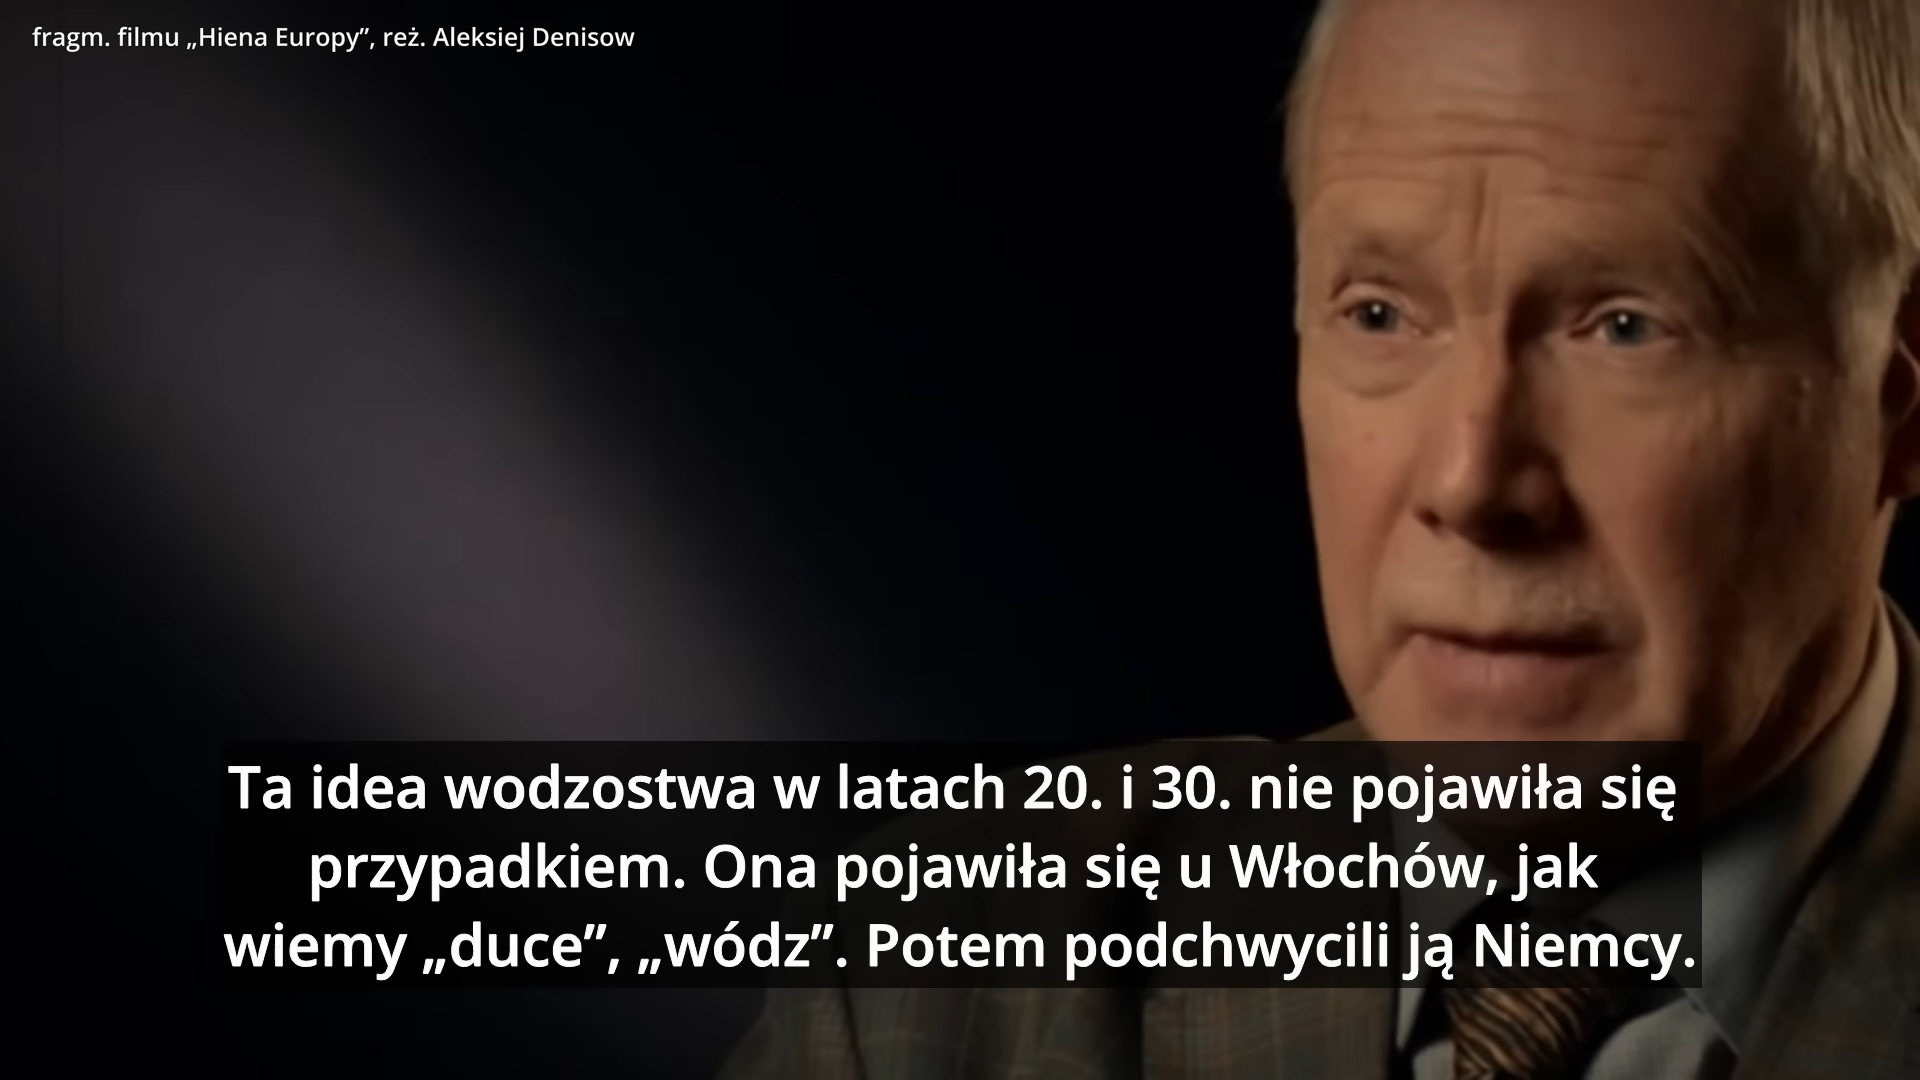 fragm. filmu „Hiena Europy”, reż. Aleksiej Denisow
Ta idea wodzostwa w latach 20. i 30. nie pojawiła się
przypadkiem. Ona pojawiła się u Włochów, jak
wiemy „duce”, „wódz”. Potem podchwycili ją Niemcy.